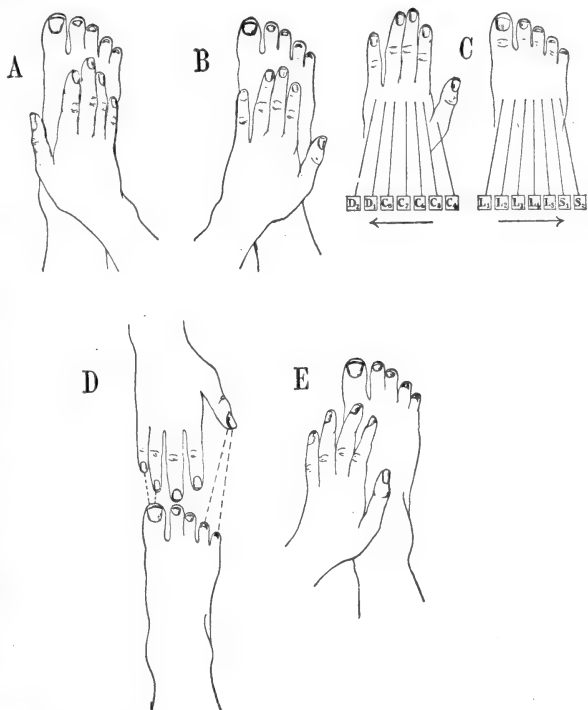 A
B
C
D₂ D₁ C₈ C₇ C₆ C₅ C₄
L₁ L₂ L₃ L₄ L₅ S₁ S₂
D
E